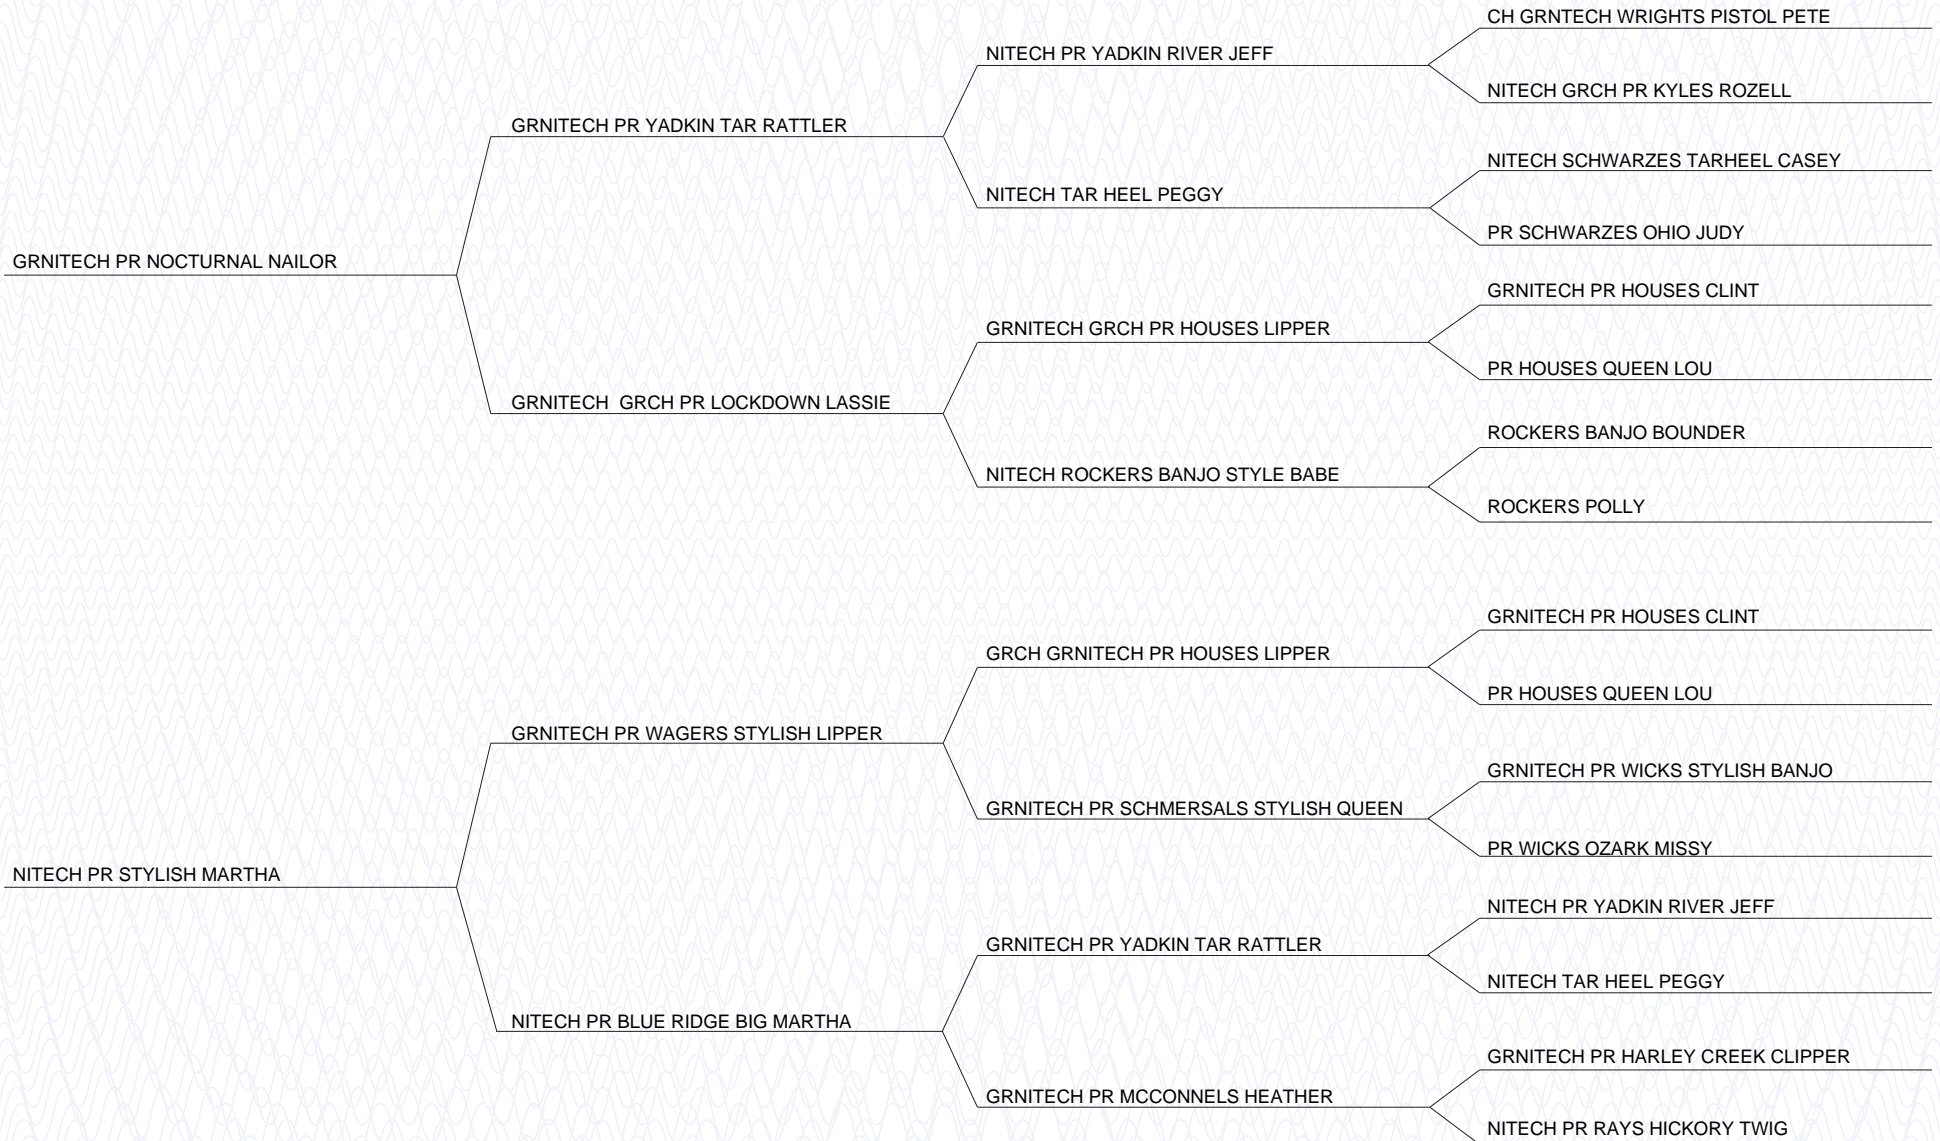 CH GRNTECH WRIGHTS PISTOL PETE
NITECH PR YADKIN RIVER JEFF
NITECH GRCH PR KYLES ROZELL
GRNITECH PR YADKIN TAR RATTLER
NITECH SCHWARZES TARHEEL CASEY
NITECH TAR HEEL PEGGY
PR SCHWARZES OHIO JUDY
GRNITECH PR NOCTURNAL NAILOR
GRNITECH PR HOUSES CLINT
GRNITECH GRCH PR HOUSES LIPPER
PR HOUSES QUEEN LOU
GRNITECH  GRCH PR LOCKDOWN LASSIE
ROCKERS BANJO BOUNDER
NITECH ROCKERS BANJO STYLE BABE
ROCKERS POLLY
GRNITECH PR HOUSES CLINT
GRCH GRNITECH PR HOUSES LIPPER
PR HOUSES QUEEN LOU
GRNITECH PR WAGERS STYLISH LIPPER
GRNITECH PR WICKS STYLISH BANJO
GRNITECH PR SCHMERSALS STYLISH QUEEN
PR WICKS OZARK MISSY
NITECH PR STYLISH MARTHA
NITECH PR YADKIN RIVER JEFF
GRNITECH PR YADKIN TAR RATTLER
NITECH TAR HEEL PEGGY
NITECH PR BLUE RIDGE BIG MARTHA
GRNITECH PR HARLEY CREEK CLIPPER
GRNITECH PR MCCONNELS HEATHER
NITECH PR RAYS HICKORY TWIG